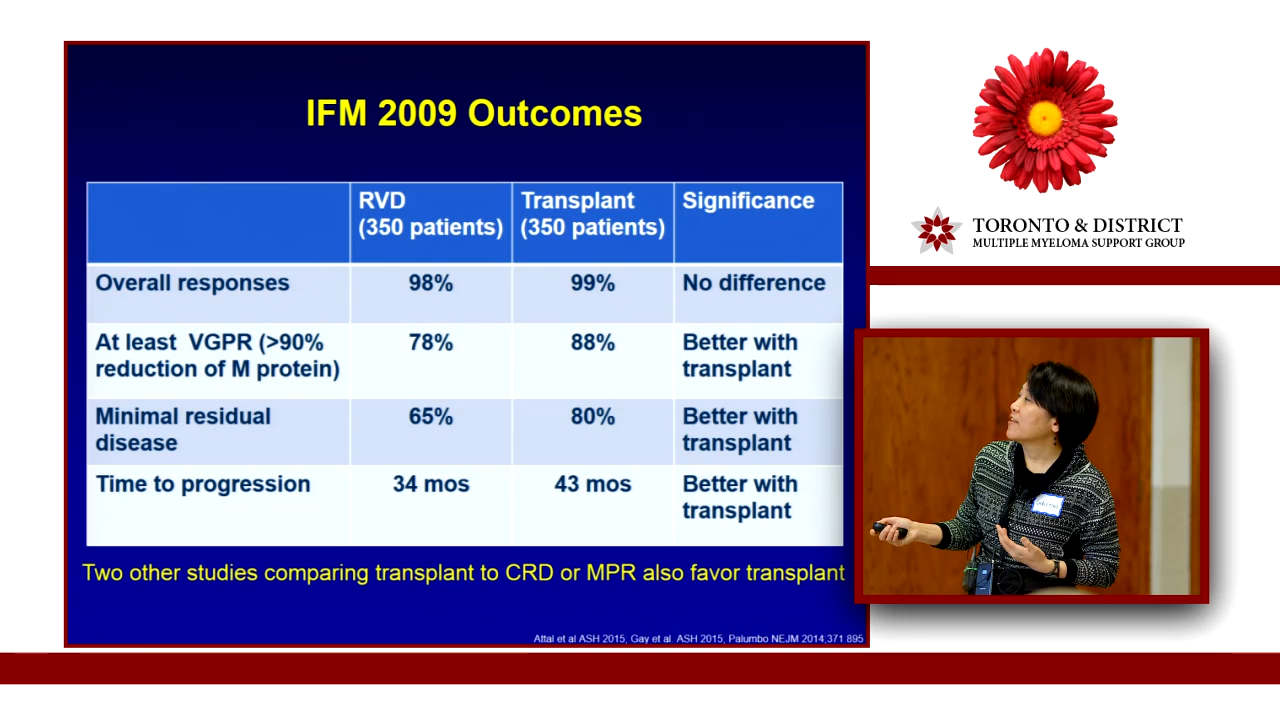 IFM 2009 Outcomes
RVD
(350 patients)
Transplant
(350 patients)
Significance
Overall responses
98%
99%
No difference
At least VGPR (>90%
reduction of M protein)
78%
88%
Better with
transplant
Minimal residual
disease
65%
80%
Better with
transplant
Time to progression
34 mos
43 mos
Better with
transplant
Two other studies comparing transplant to CRD or MPR also favor transplant
Attal et al ASH 2015; Gay et al. ASH 2015; Palumbo NEJM 2014,371 895
TORONTO & DISTRICT
MULTIPLE MYELOMA SUPPORT GROUP